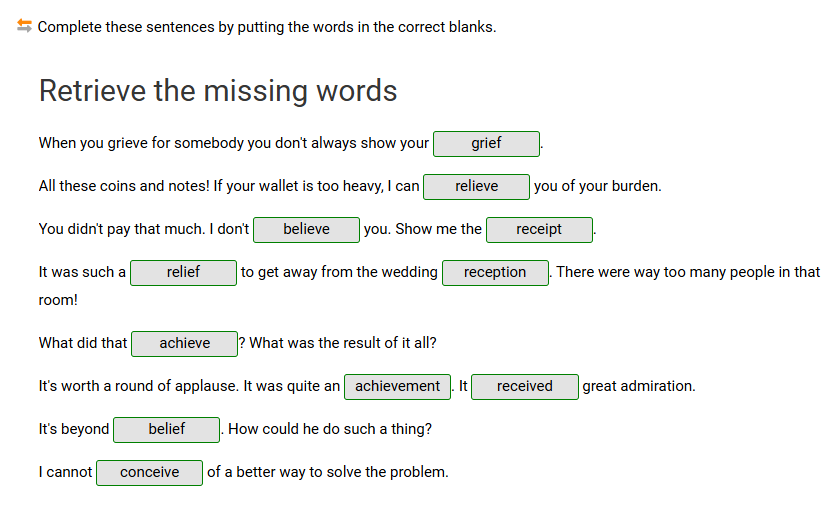 Complete these sentences by putting the words in the correct blanks.
Retrieve the missing words
When you grieve for somebody you don't always show your grief.
All these coins and notes! If your wallet is too heavy, I can relieve you of your burden.
You didn't pay that much. I don't believe you. Show me the receipt.
It was such a relief to get away from the wedding reception. There were way too many people in that
room!
What did that achieve? What was the result of it all?
It's worth a round of applause. It was quite an achievement. It received great admiration.
It's beyond belief. How could he do such a thing?
I cannot conceive of a better way to solve the problem.